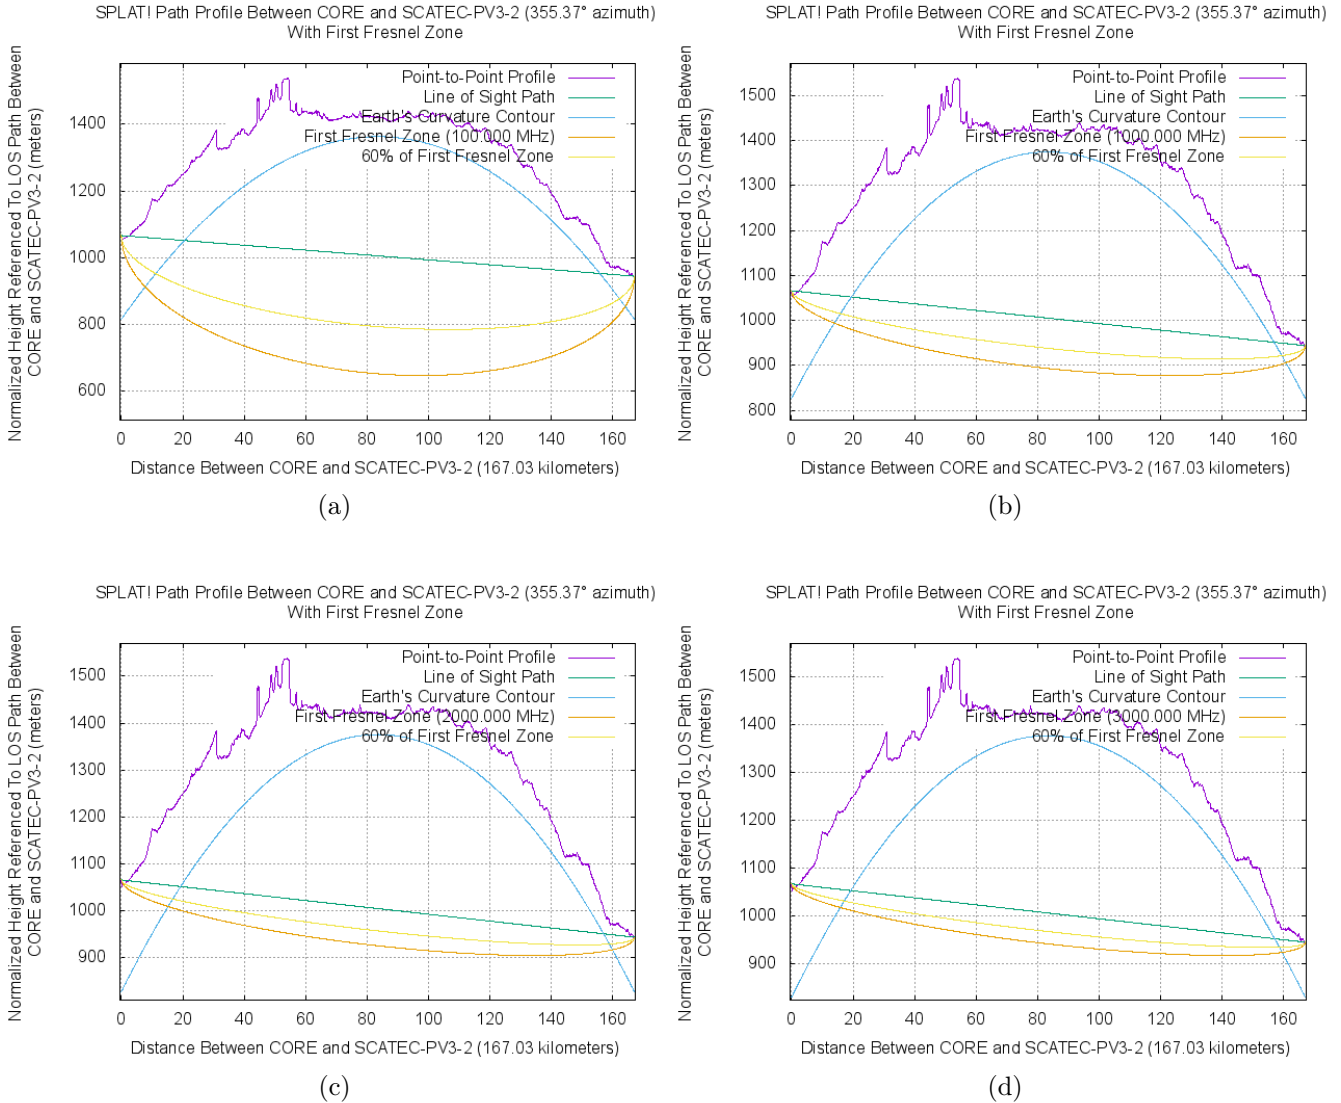 SPLAT! Path Profile Between CORE and SCATEC-PV3-2 (355.37° azimuth)
With First Fresnel Zone
Normalized Height Referenced To LOS Path Between
CORE and SCATEC-PV3-2 (meters)
Point-to-Point Profile
Line of Sight Path
Earth's Curvature Contour
First Fresnel Zone (100.000 MHz)
60% of First Fresnel Zone
1400
1200
1000
800
600
0 20 40 60 80 100 120 140 160
Distance Between CORE and SCATEC-PV3-2 (167.03 kilometers)
(a)
SPLAT! Path Profile Between CORE and SCATEC-PV3-2 (355.37° azimuth)
With First Fresnel Zone
Normalized Height Referenced To LOS Path Between
CORE and SCATEC-PV3-2 (meters)
Point-to-Point Profile
Line of Sight Path
Earth's Curvature Contour
First Fresnel Zone (1000.000 MHz)
60% of First Fresnel Zone
1500
1400
1300
1200
1100
1000
900
800
0 20 40 60 80 100 120 140 160
Distance Between CORE and SCATEC-PV3-2 (167.03 kilometers)
(b)
SPLAT! Path Profile Between CORE and SCATEC-PV3-2 (355.37° azimuth)
With First Fresnel Zone
Normalized Height Referenced To LOS Path Between
CORE and SCATEC-PV3-2 (meters)
Point-to-Point Profile
Line of Sight Path
Earth's Curvature Contour
First Fresnel Zone (2000.000 MHz)
60% of First Fresnel Zone
1500
1400
1300
1200
1100
1000
900
0 20 40 60 80 100 120 140 160
Distance Between CORE and SCATEC-PV3-2 (167.03 kilometers)
(c)
SPLAT! Path Profile Between CORE and SCATEC-PV3-2 (355.37° azimuth)
With First Fresnel Zone
Normalized Height Referenced To LOS Path Between
CORE and SCATEC-PV3-2 (meters)
Point-to-Point Profile
Line of Sight Path
Earth's Curvature Contour
First Fresnel Zone (3000.000 MHz)
60% of First Fresnel Zone
1500
1400
1300
1200
1100
1000
900
0 20 40 60 80 100 120 140 160
Distance Between CORE and SCATEC-PV3-2 (167.03 kilometers)
(d)